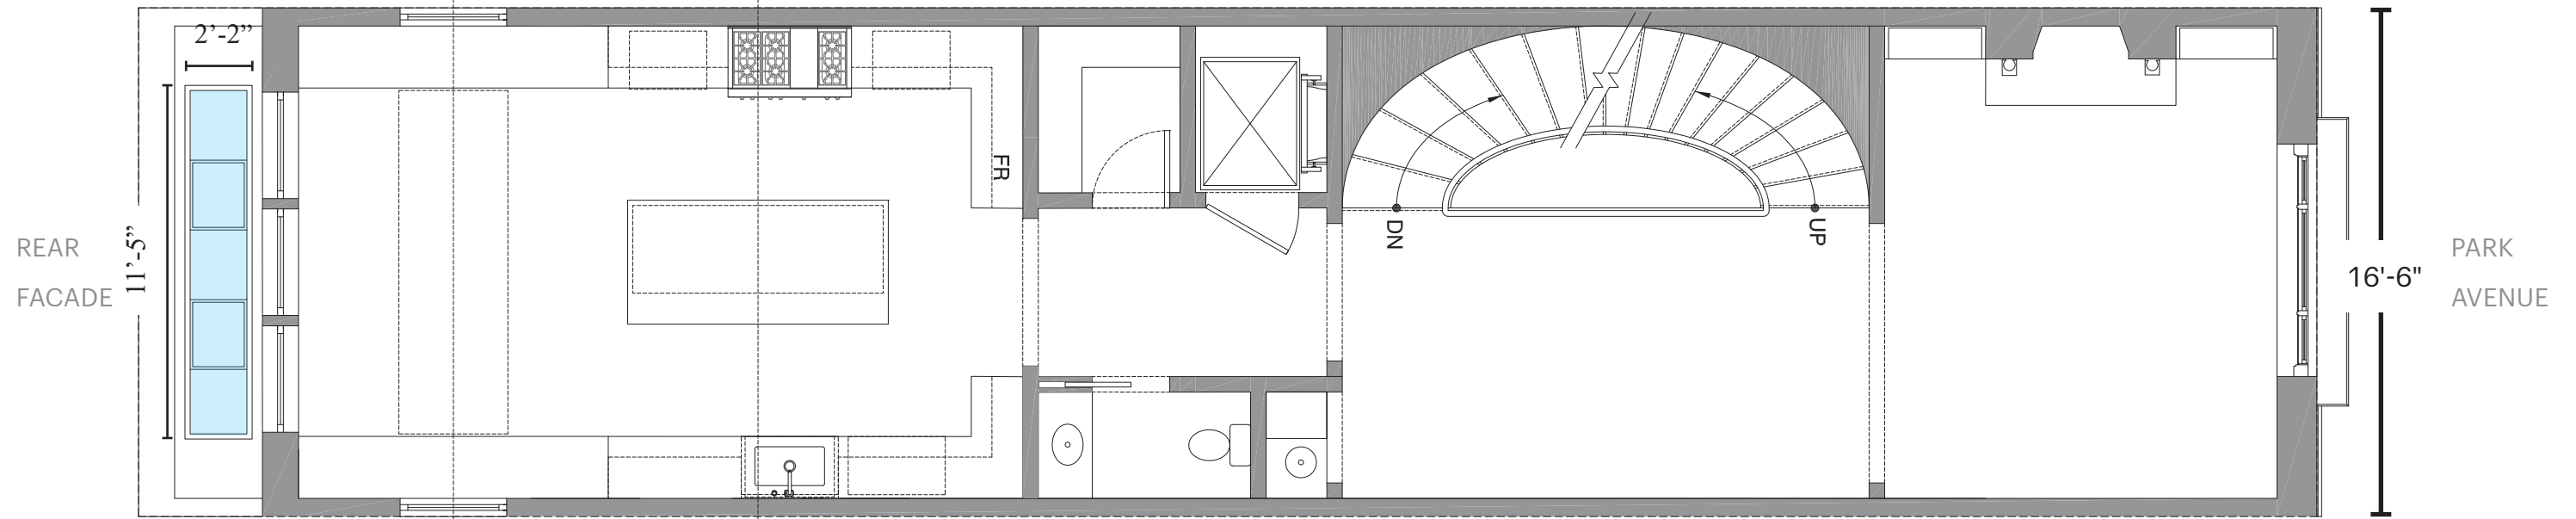 2’-2”
REAR
FACADE
11’-5”
FR
DN
UP
16'-6"
PARK
AVENUE